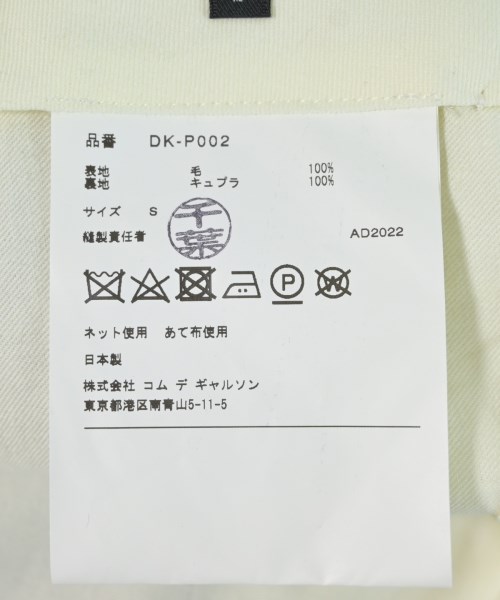 品番 DK-P002
表地 毛 100%
裏地 キュプラ 100%
サイズ S
千葉
縫製責任者 AD2022
P W
ネット使用 あて布使用
日本製
株式会社 コム デ ギャルソン
東京都港区南青山5-11-5